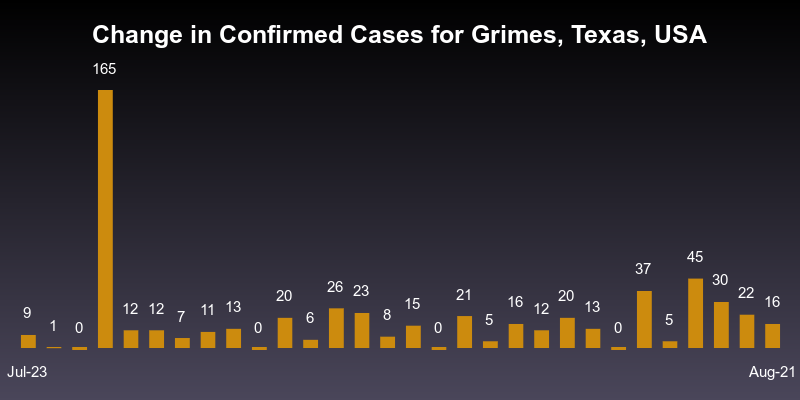 Change in Confirmed Cases for Grimes, Texas, USA
9 1 0 165 12 12 7 11 13 0 20 6 26 23 8 15 0 21 5 16 12 20 13 0 37 5 45 30 22 16
Jul-23 Aug-21